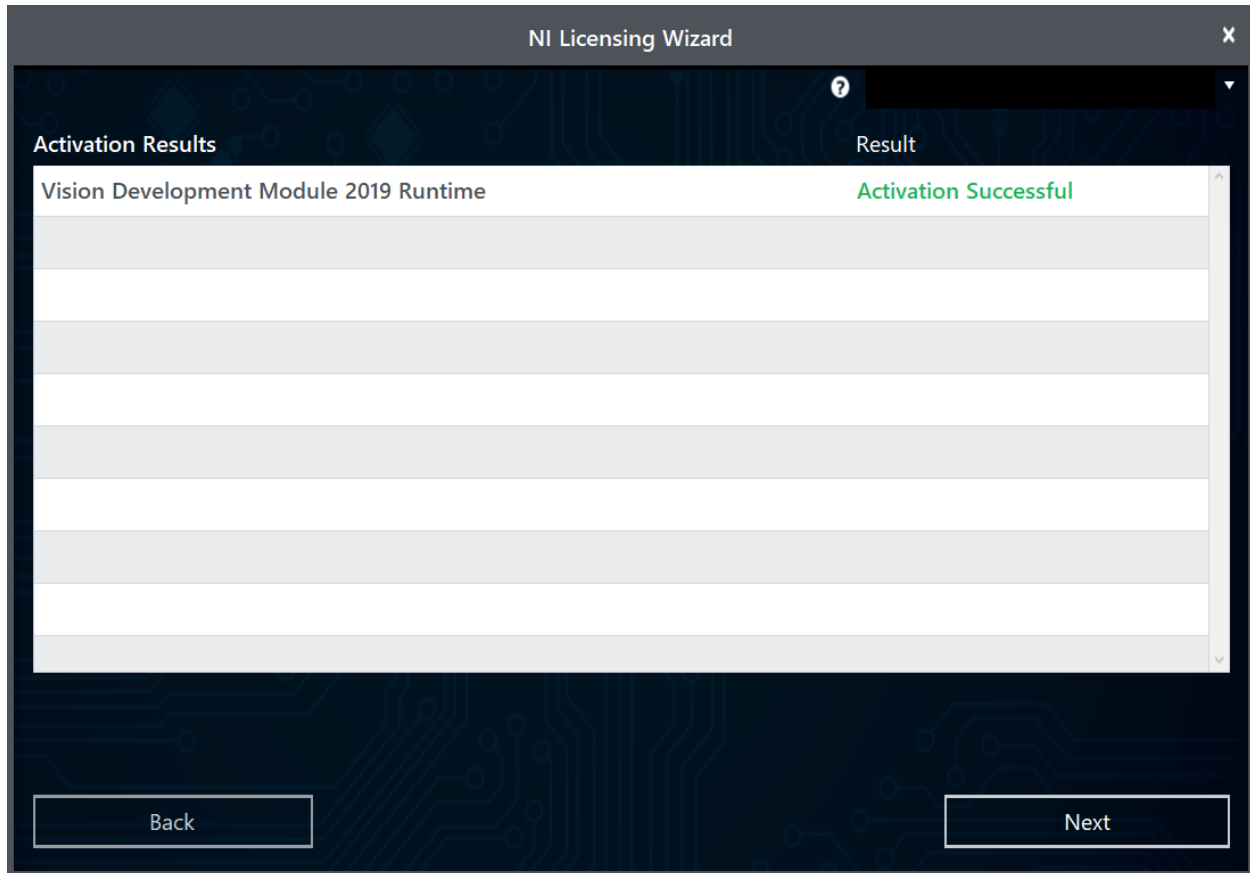 NI Licensing Wizard
Activation Results Result
Vision Development Module 2019 Runtime Activation Successful
Back Next